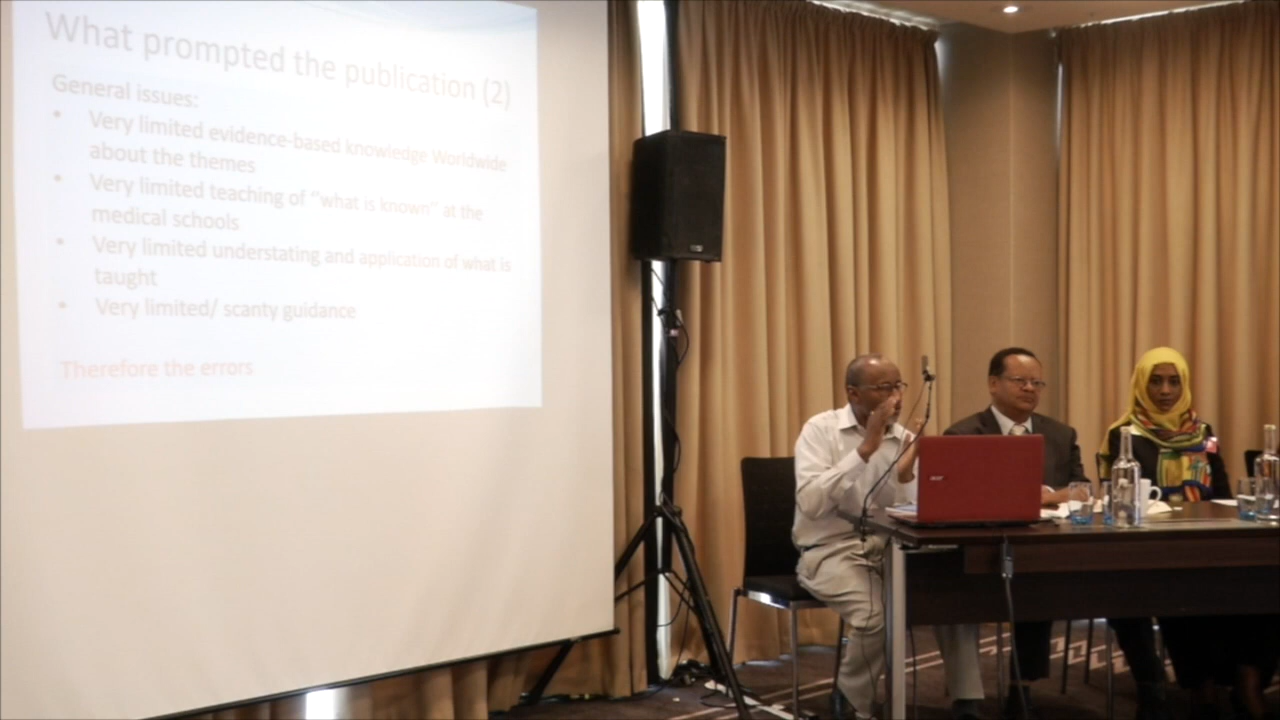 What prompted the publication (2)
General issues:
• Very limited evidence-based knowledge Worldwide
about the themes
• Very limited teaching of ‘’what is known’’ at the
medical schools
• Very limited understating and application of what is
taught
• Very limited/ scanty guidance
Therefore the errors
acer